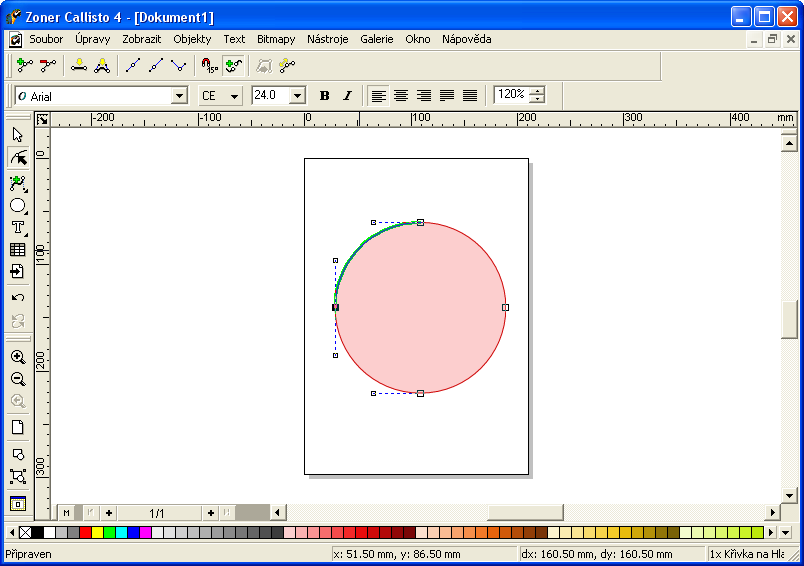 Zoner Callisto 4 - [Dokument1]
Soubor Úpravy Zobrazit Objekty Text Bitmapy Nástroje Galerie Okno Nápověda
15°
O Arial CE 24.0 B I 120%
-200 -100 0 100 200 300 400 mm
0
100
200
300
M 1/1
Připraven x: 51.50 mm, y: 86.50 mm dx: 160.50 mm, dy: 160.50 mm 1x Křivka na Hla